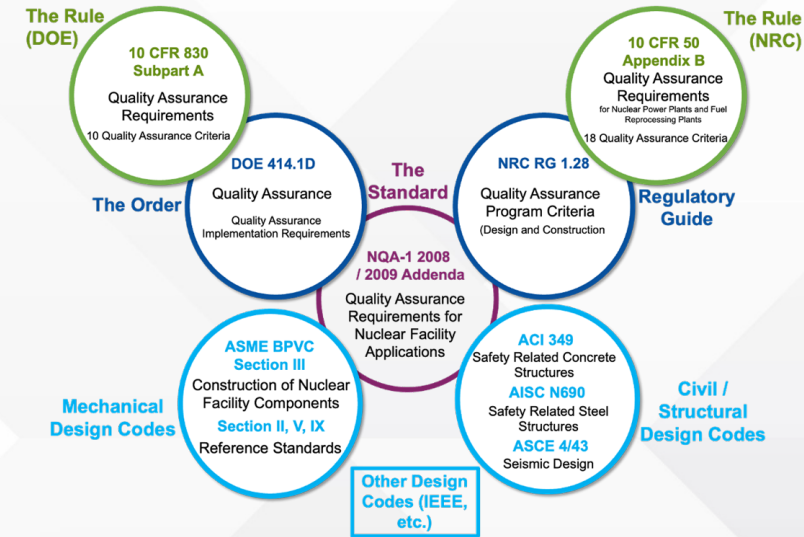 The Rule
(DOE)
10 CFR 830
Subpart A
Quality Assurance
Requirements
10 Quality Assurance Criteria
The Rule
(NRC)
10 CFR 50
Appendix B
Quality Assurance
Requirements
for Nuclear Power Plants and Fuel
Reprocessing Plants
18 Quality Assurance Criteria
The Order
DOE 414.1D
Quality Assurance
Quality Assurance
Implementation Requirements
The
Standard
NQA-1 2008
/ 2009 Addenda
Quality Assurance
Requirements for
Nuclear Facility
Applications
NRC RG 1.28
Quality Assurance
Program Criteria
(Design and Construction
Regulatory
Guide
Mechanical
Design Codes
ASME BPVC
Section III
Construction of Nuclear
Facility Components
Section II, V, IX
Reference Standards
ACI 349
Safety Related Concrete
Structures
AISC N690
Safety Related Steel
Structures
ASCE 4/43
Seismic Design
Civil /
Structural
Design Codes
Other Design
Codes (IEEE,
etc.)